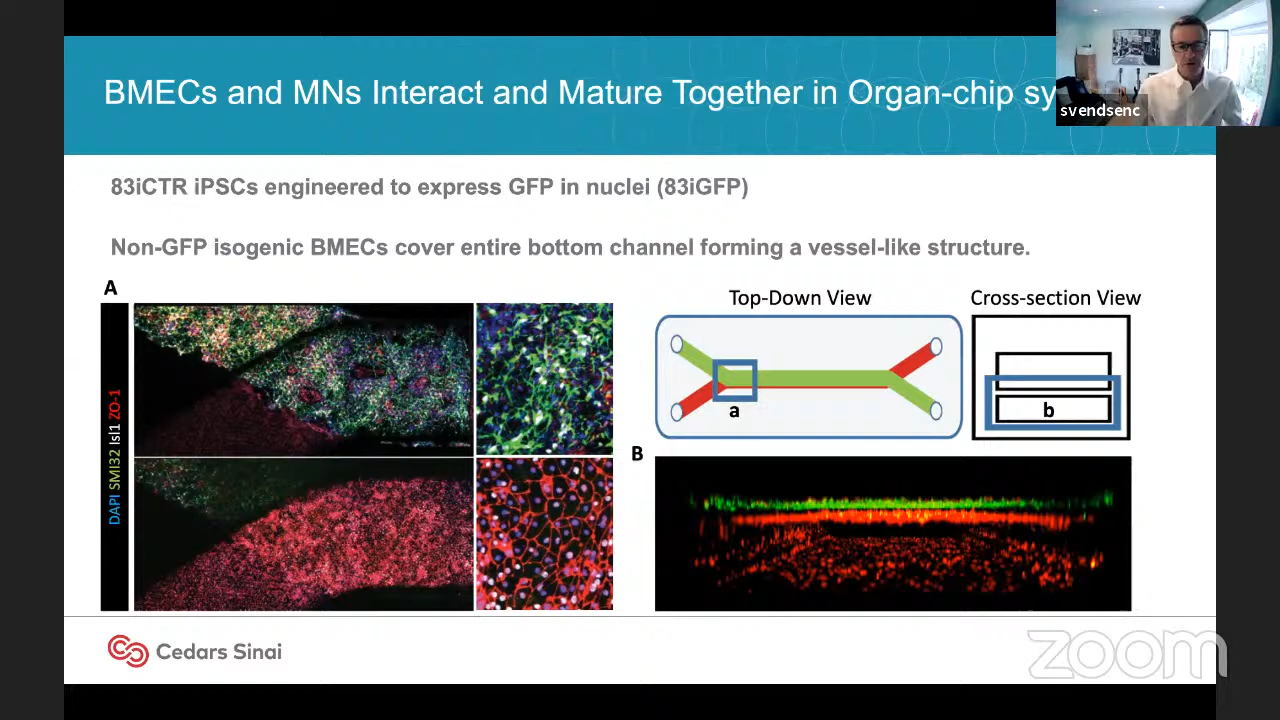 BMECs and MNs Interact and Mature Together in Organ-chip sy
svendsenc
83iCTR iPSCs engineered to express GFP in nuclei (83iGFP)
Non-GFP isogenic BMECs cover entire bottom channel forming a vessel-like structure.
A
DAPI SMI32 Isl1 ZO-1
Top-Down View
Cross-section View
a
b
B
Cedars Sinai
zoom